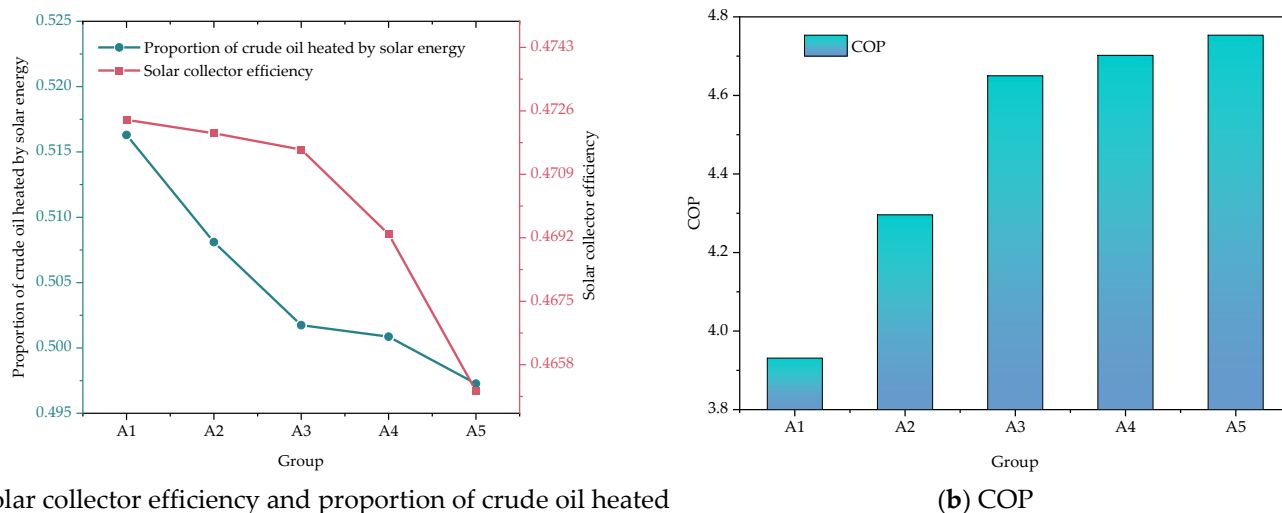 0.525
0.520
0.515
0.510
0.505
0.500
0.495
Proportion of crude oil heated by solar energy
Proportion of crude oil heated by solar energy
Solar collector efficiency
0.4743
0.4726
0.4709
0.4692
0.4675
0.4658
Solar collector efficiency
A1 A2 A3 A4 A5
Group
4.8
4.6
4.4
4.2
4.0
3.8
COP
COP
A1 A2 A3 A4 A5
Group
olar collector efficiency and proportion of crude oil heated
(b) COP